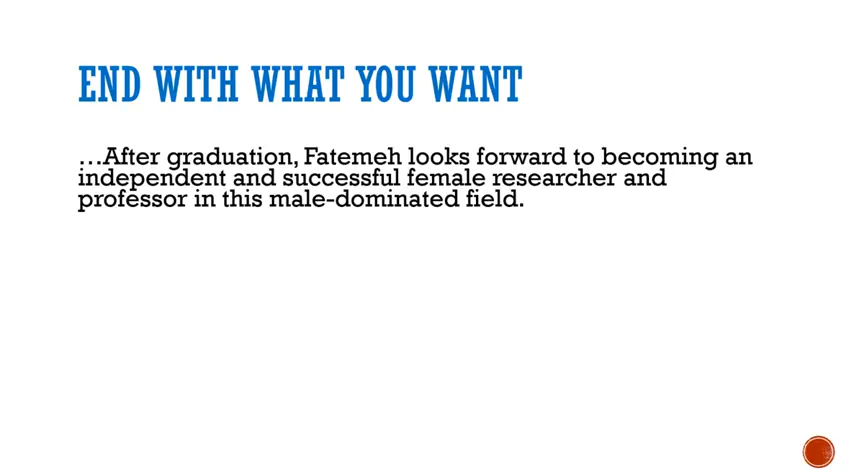 END WITH WHAT YOU WANT
…After graduation, Fatemeh looks forward to becoming an
independent and successful female researcher and
professor in this male-dominated field.